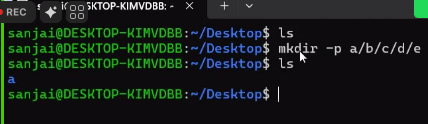 REC
DESKTOP-KIMVDBB: ~/Desktop
sanjai@DESKTOP-KIMVDBB:~/Desktop$ ls
sanjai@DESKTOP-KIMVDBB:~/Desktop$ mkdir -p a/b/c/d/e
sanjai@DESKTOP-KIMVDBB:~/Desktop$ ls
a
sanjai@DESKTOP-KIMVDBB:~/Desktop$